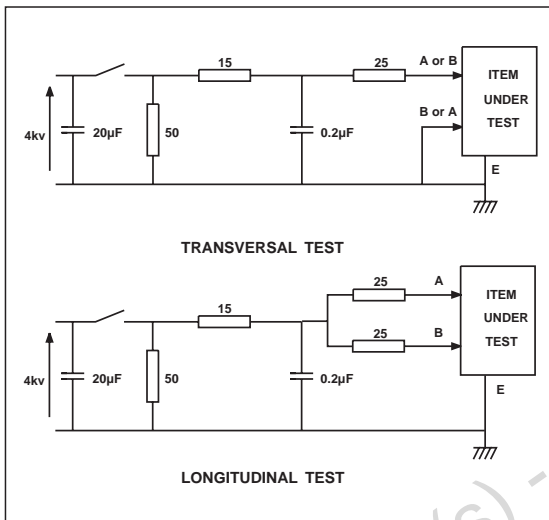 15
25
A or B
ITEM
UNDER
TEST
B or A
4kv
20µF
50
0.2µF
E
TRANSVERSAL TEST
25
A
15
ITEM
UNDER
TEST
25
B
4kv
20µF
50
0.2µF
E
LONGITUDINAL TEST